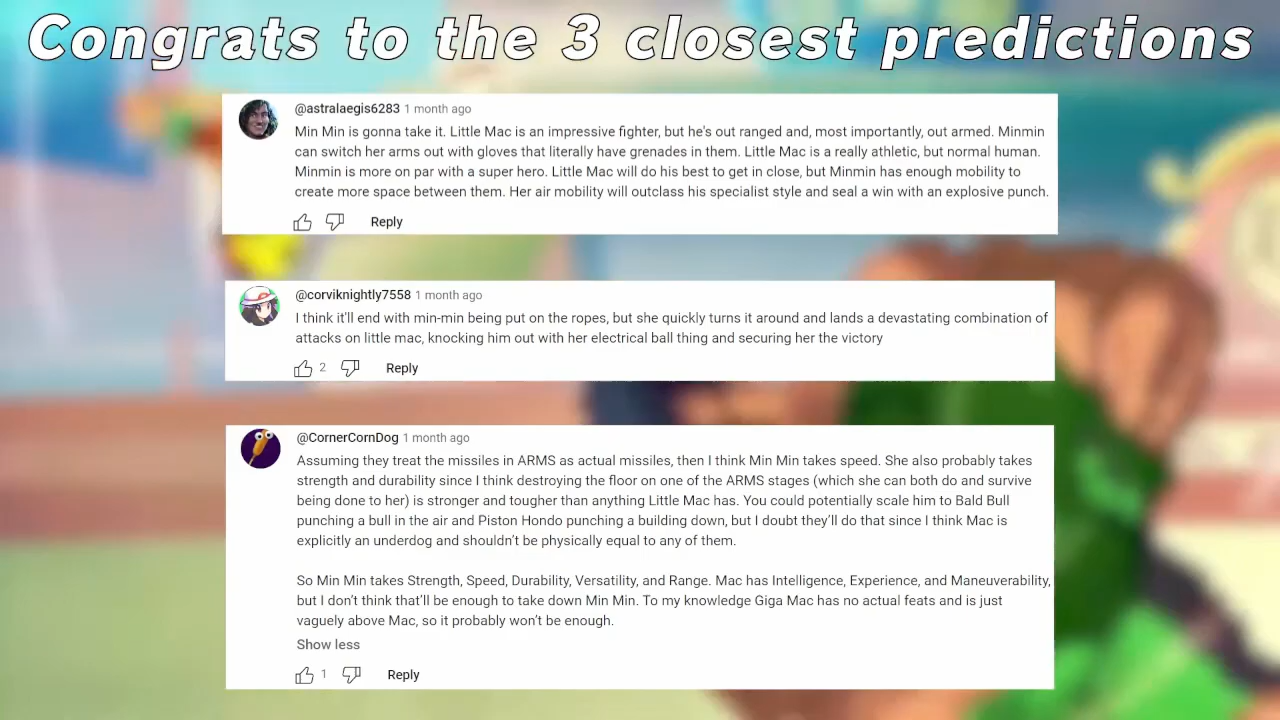 Congrats to the 3 closest predictions
@astralaegis6283 1 month ago
Min Min is gonna take it. Little Mac is an impressive fighter, but he's out ranged and, most importantly, out armed. Minmin
can switch her arms out with gloves that literally have grenades in them. Little Mac is a really athletic, but normal human.
Minmin is more on par with a super hero. Little Mac will do his best to get in close, but Minmin has enough mobility to
create more space between them. Her air mobility will outclass his specialist style and seal a win with an explosive punch.
Reply
@corviknightly7558 1 month ago
I think it'll end with min-min being put on the ropes, but she quickly turns it around and lands a devastating combination of
attacks on little mac, knocking him out with her electrical ball thing and securing her the victory
2 Reply
@CornerCornDog 1 month ago
Assuming they treat the missiles in ARMS as actual missiles, then I think Min Min takes speed. She also probably takes
strength and durability since I think destroying the floor on one of the ARMS stages (which she can both do and survive
being done to her) is stronger and tougher than anything Little Mac has. You could potentially scale him to Bald Bull
punching a bull in the air and Piston Hondo punching a building down, but I doubt they'll do that since I think Mac is
explicitly an underdog and shouldn't be physically equal to any of them.
So Min Min takes Strength, Speed, Durability, Versatility, and Range. Mac has Intelligence, Experience, and Maneuverability,
but I don't think that'll be enough to take down Min Min. To my knowledge Giga Mac has no actual feats and is just
vaguely above Mac, so it probably won't be enough.
Show less
1 Reply